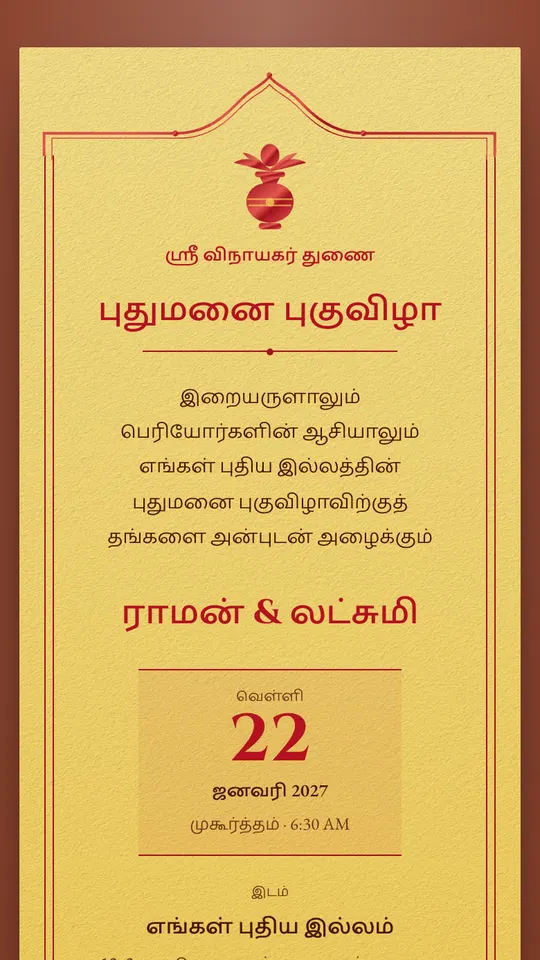 ஸ்ரீ விநாயகர் துணை
புதுமனை புகுவிழா
இறையருளாலும்
பெரியோர்களின் ஆசியாலும்
எங்கள் புதிய இல்லத்தின்
புதுமனை புகுவிழாவிற்குத்
தங்களை அன்புடன் அழைக்கும்
ராமன் & லட்சுமி
வெள்ளி
22
ஜனவரி 2027
முகூர்த்தம் · 6:30 AM
இடம்
எங்கள் புதிய இல்லம்